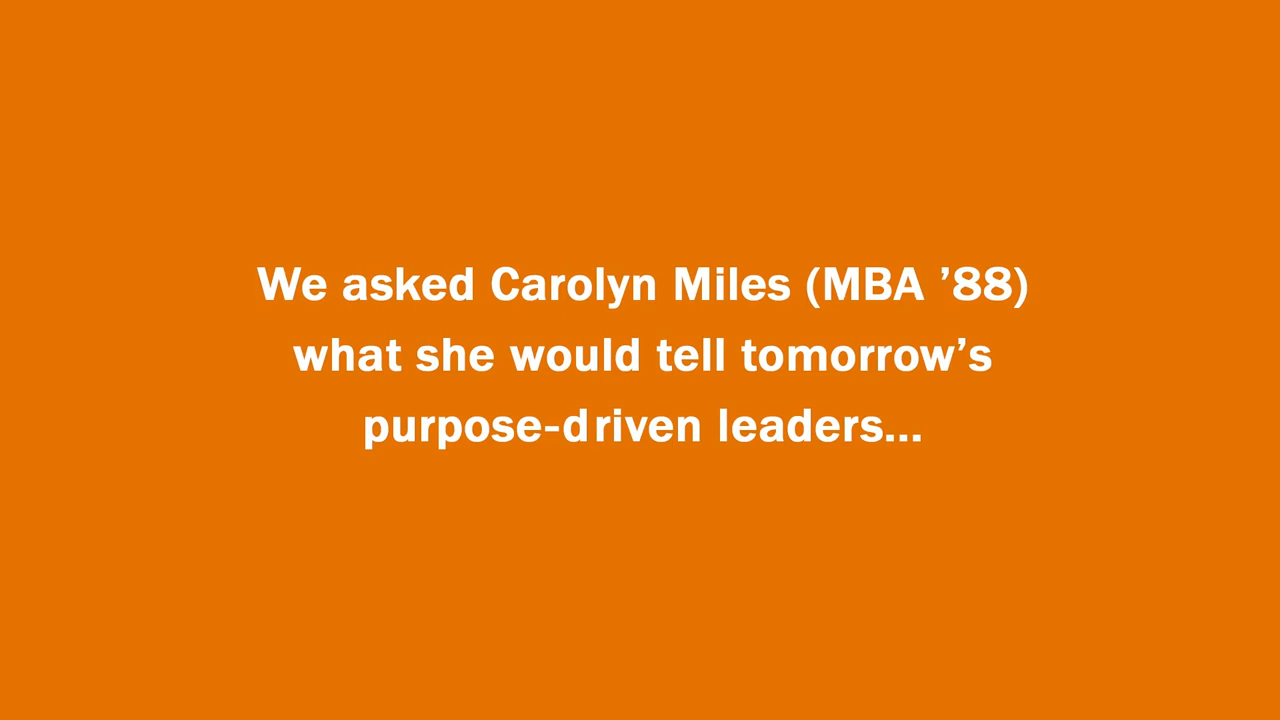 We asked Carolyn Miles (MBA ’88)
what she would tell tomorrow’s
purpose-driven leaders...